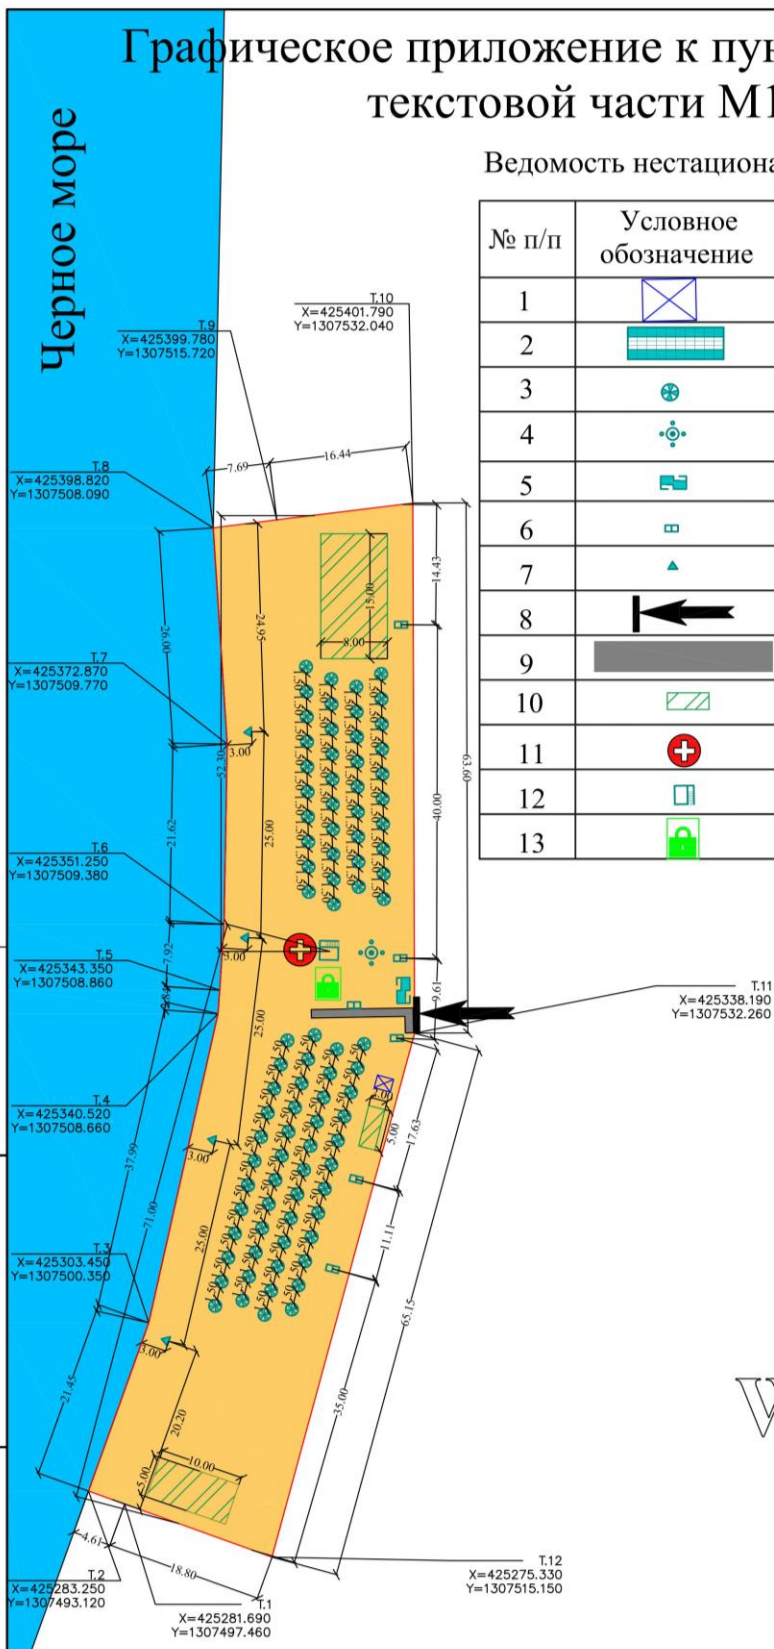 Графическое приложение к пун
текстовой части М1
Черное море
Ведомость нестациона
№ п/п
Условное
обозначение
1
2
3
4
5
6
7
8
9
10
11
12
13
Т.10
X=425401.790
Y=1307532.040
Т.9
X=425399.780
Y=1307515.720
Т.8
X=425398.820
Y=1307508.090
Т.7
X=425372.870
Y=1307509.770
Т.6
X=425351.250
Y=1307509.380
Т.5
X=425343.350
Y=1307508.860
Т.11
X=425338.190
Y=1307532.260
Т.4
X=425340.520
Y=1307508.660
Т.3
X=425303.450
Y=1307500.350
Т.2
X=425283.250
Y=1307493.120
Т.1
X=425281.690
Y=1307497.460
Т.12
X=425275.330
Y=1307515.150
7.69
16.44
14.43
15.00
8.00
24.95
26.00
3.00
52.30
63.60
40.00
25.00
21.62
7.92
3.00
9.61
25.00
37.99
71.00
3.00
5.00
17.63
11.11
25.00
65.15
3.00
21.45
20.20
35.00
10.00
5.00
4.61
18.80